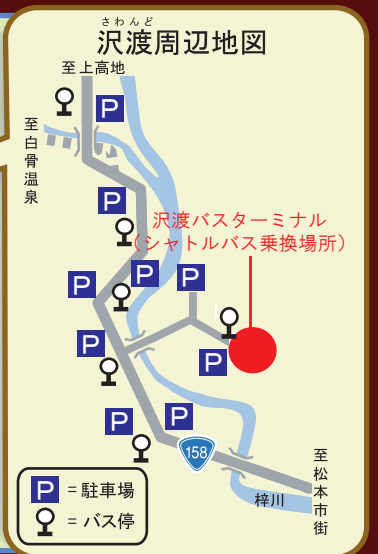 さわんど
沢渡周辺地図
至上高地
P
至白骨温泉
P
沢渡バスターミナル
(シャトルバス乗換場所)
P
P
P
P
P
P
P
158
至松本市街
梓川
P = 駐車場
= バス停